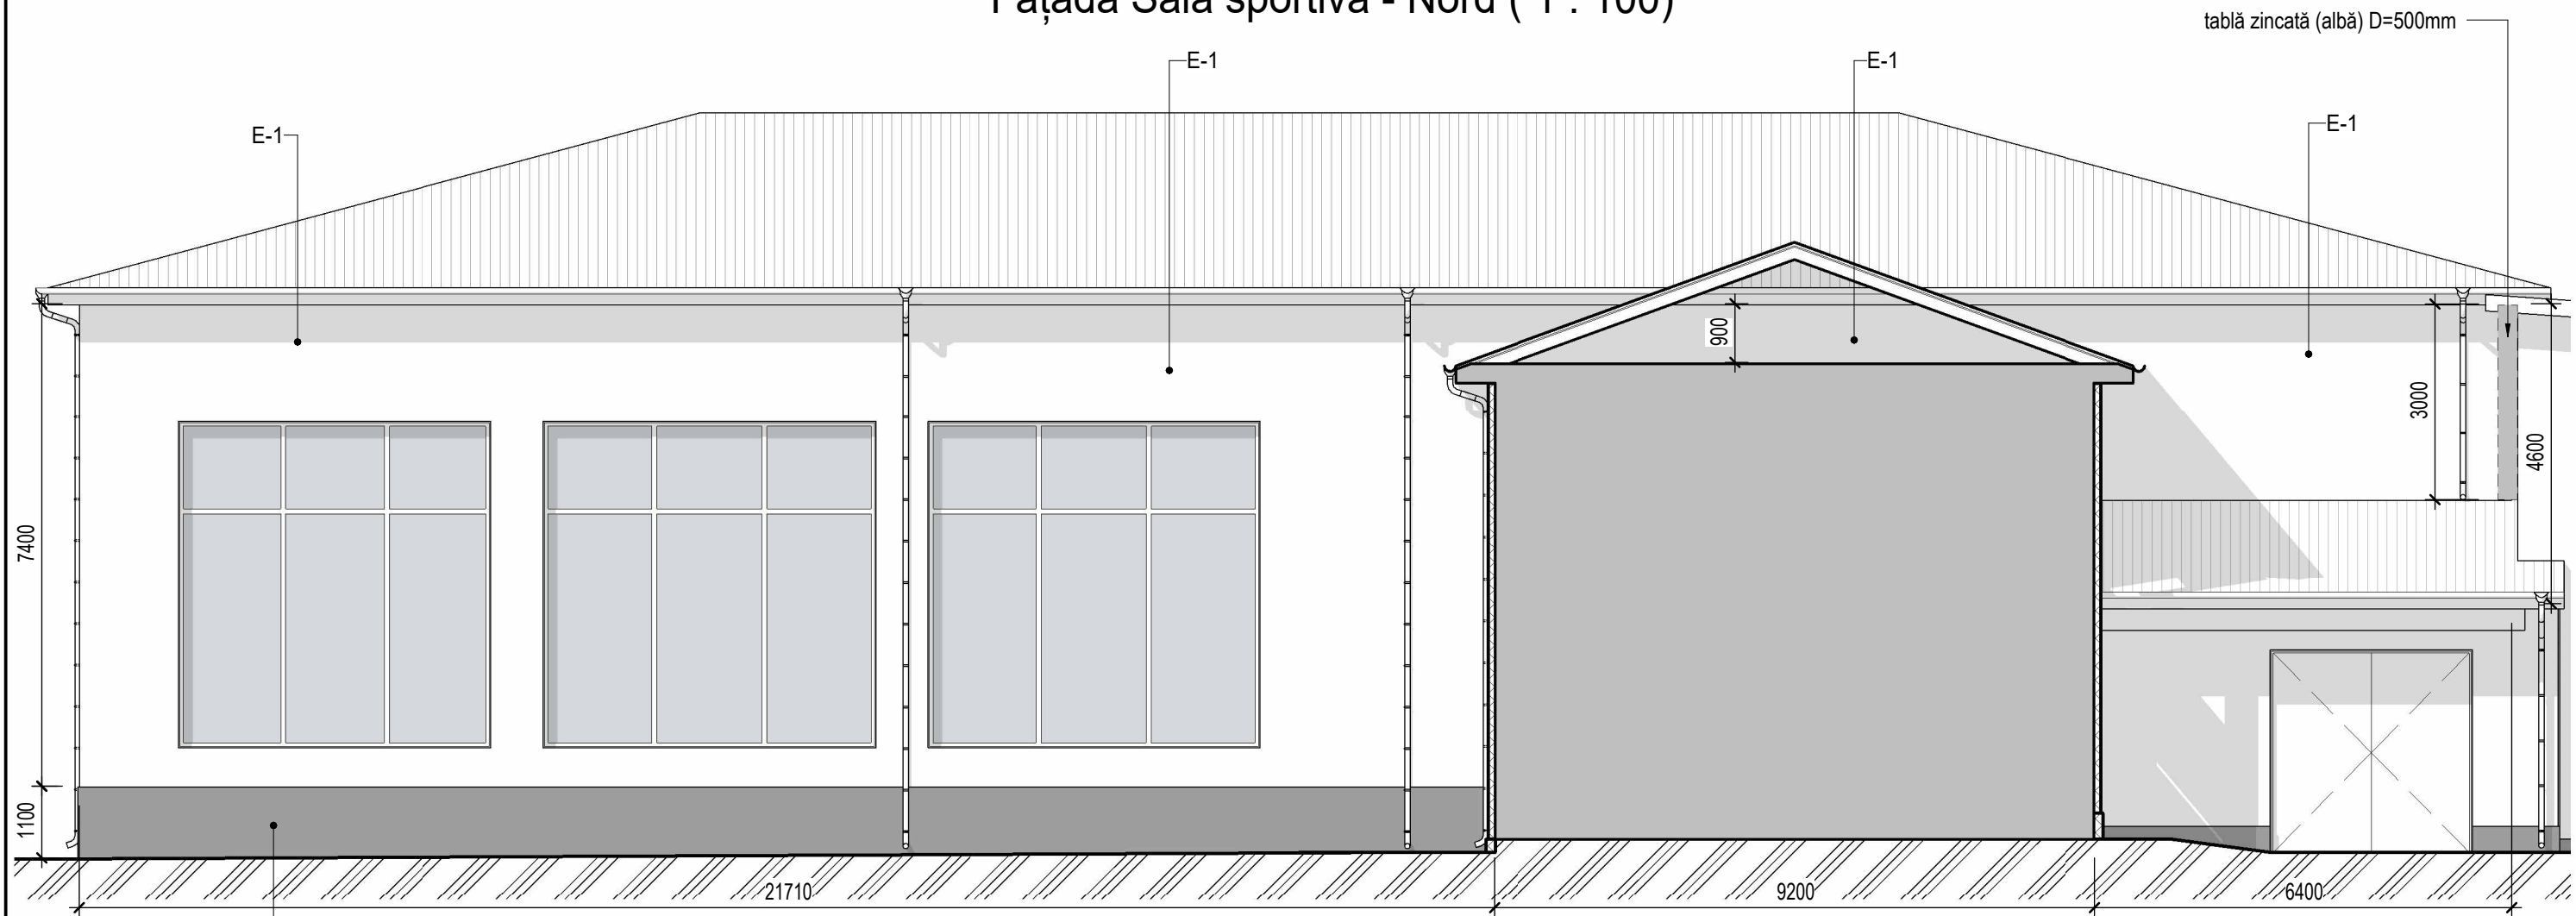 Fațada Sala sportivă - Nord ( 1 : 100)
tablă zincată (albă) D=500mm
E-1
E-1
E-1
E-1
900
3000
4600
7400
1100
21710
9200
6400